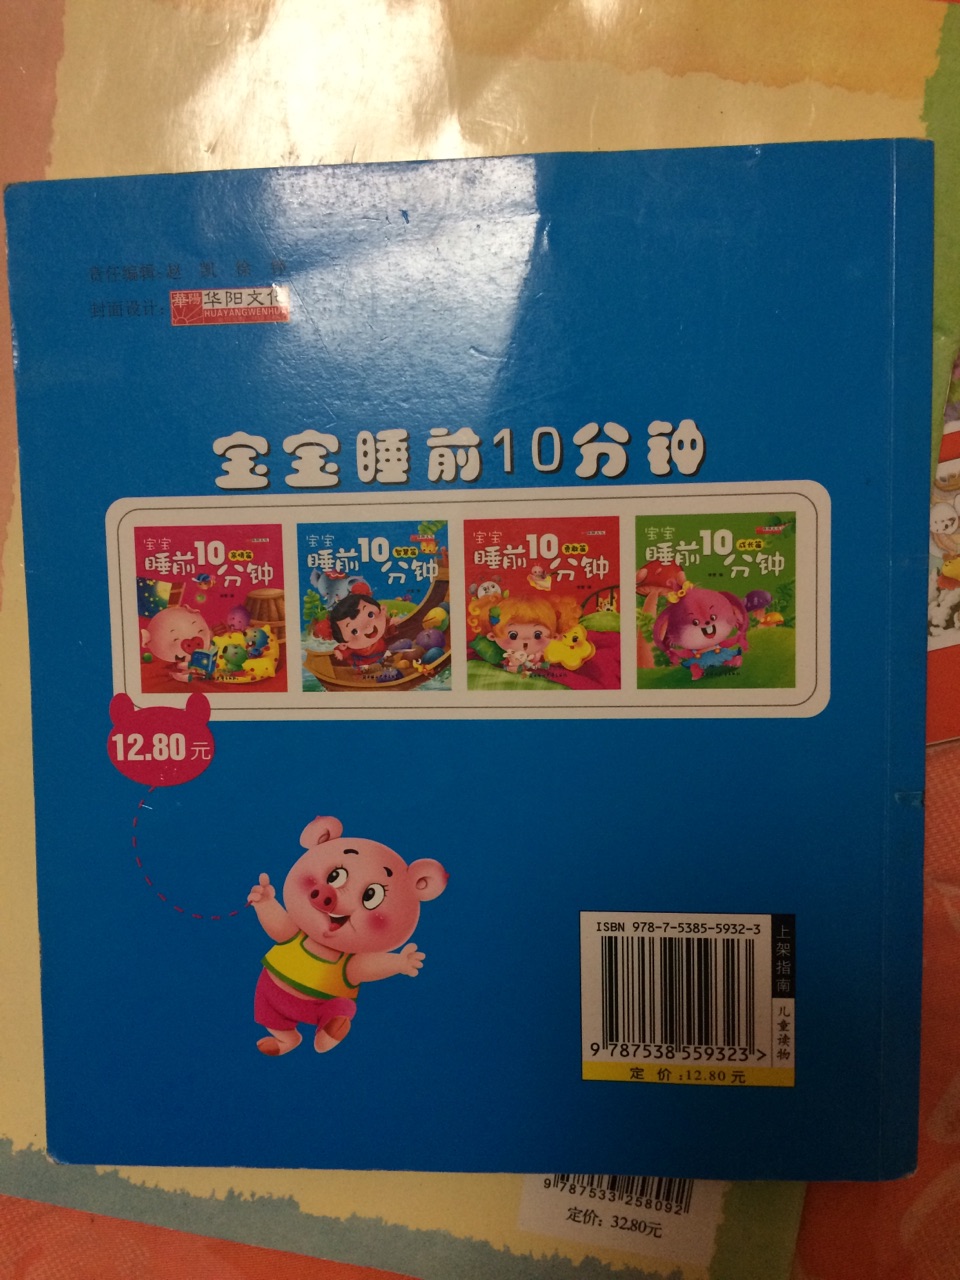 责任编辑:赵 凯
封面设计:
華陽 华阳文化
HUAYANGWENHUA
宝宝睡前10分钟
宝宝
睡前10分钟
宝宝
睡前10分钟
智慧篇
宝宝
睡前10分钟
宝宝
睡前10分钟
成长篇
12.80元
ISBN 978-7-5385-5932-3
9 787538 559323 >
定 价:12.80元
上架指南
儿童读物
9 787533 258092
定价: 32.80元